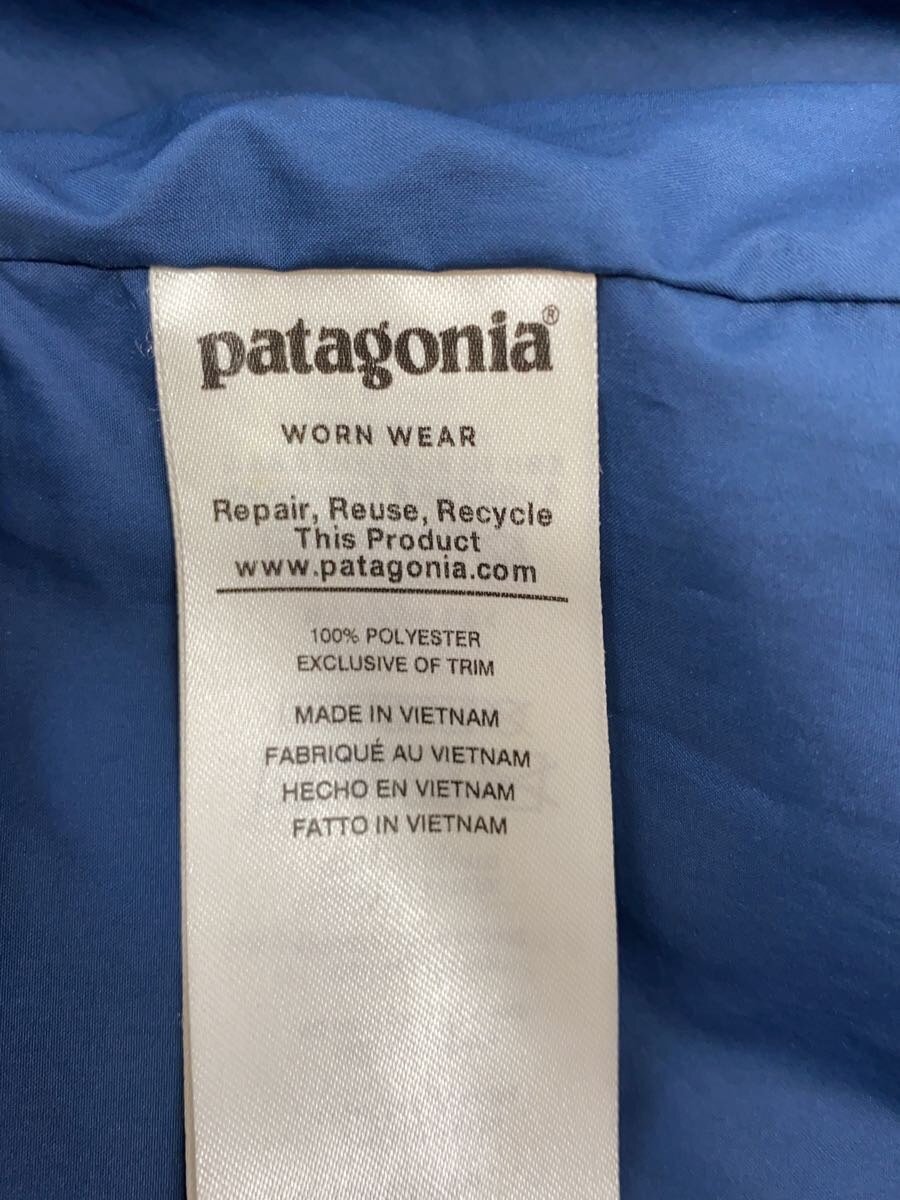 patagonia®
WORN WEAR
Repair, Reuse, Recycle
This Product
www.patagonia.com
100% POLYESTER
EXCLUSIVE OF TRIM
MADE IN VIETNAM
FABRIQUÉ AU VIETNAM
HECHO EN VIETNAM
FATTO IN VIETNAM